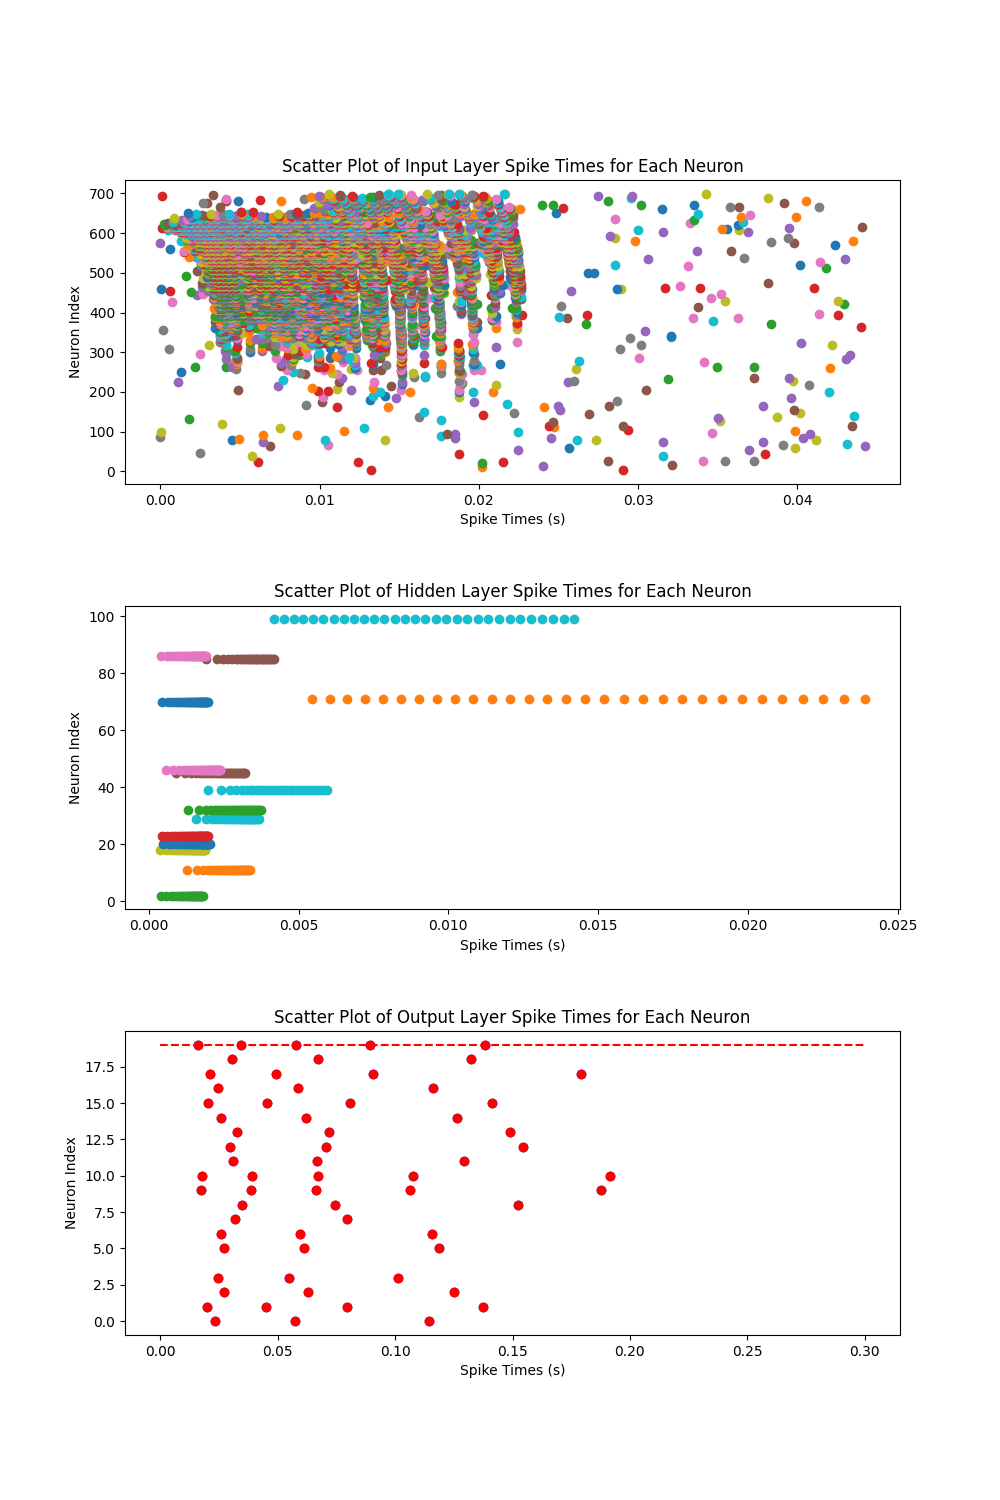 Scatter Plot of Input Layer Spike Times for Each Neuron
700
600
500
400
300
200
100
0
Neuron Index
0.00 0.01 0.02 0.03 0.04
Spike Times (s)
Scatter Plot of Hidden Layer Spike Times for Each Neuron
100
80
60
40
20
0
Neuron Index
0.000 0.005 0.010 0.015 0.020 0.025
Spike Times (s)
Scatter Plot of Output Layer Spike Times for Each Neuron
17.5
15.0
12.5
10.0
7.5
5.0
2.5
0.0
Neuron Index
0.00 0.05 0.10 0.15 0.20 0.25 0.30
Spike Times (s)